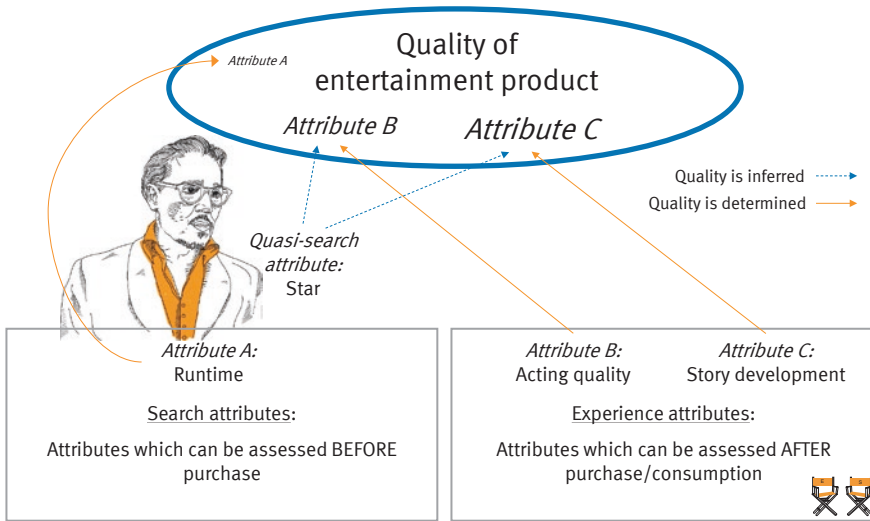 Quality of
entertainment product
Attribute A
Attribute B
Attribute C
Quality is inferred
Quality is determined
Quasi-search
attribute:
Star
Attribute A:
Runtime
Search attributes:
Attributes which can be assessed BEFORE
purchase
Attribute B:
Acting quality
Attribute C:
Story development
Experience attributes:
Attributes which can be assessed AFTER
purchase/consumption